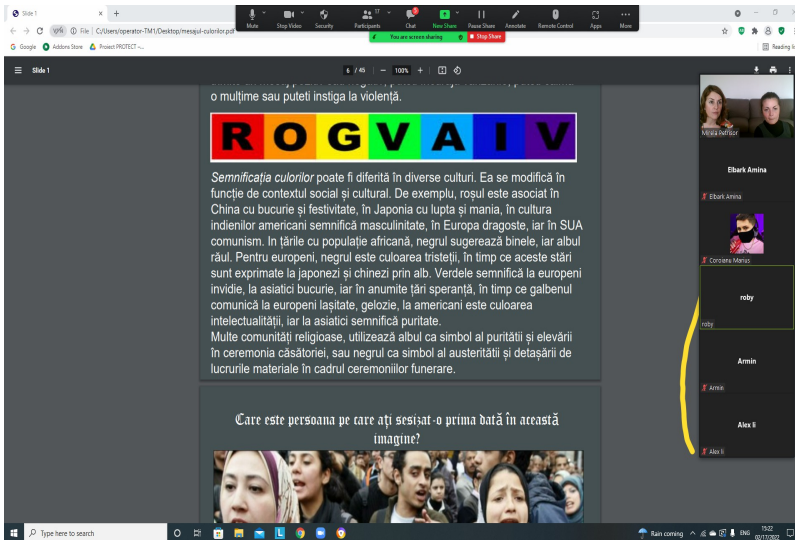 Slide 1
Mute
Stop Video
Security
17
Participants
Chat
New Share
Pause Share
Annotate
Remote Control
Apps
More
You are screen sharing
Stop Share
File
C:/Users/operator-TM1/Desktop/mesajul-culorilor.pdf
Google
Addons Store
Proiect PROTECT –...
Reading li
Slide 1
6 / 45
100%
o mulțime sau puteti instiga la violență.
R O G V A I V
Semnificația culorilor poate fi diferită în diverse culturi. Ea se modifică în
funcție de contextul social și cultural. De exemplu, roșul este asociat în
China cu bucurie și festivitate, în Japonia cu lupta și mania, în cultura
indienilor americani semnifică masculinitate, în Europa dragoste, iar în SUA
comunism. In țările cu populație africană, negrul sugerează binele, iar albul
răul. Pentru europeni, negrul este culoarea tristeții, în timp ce aceste stări
sunt exprimate la japonezi și chinezi prin alb. Verdele semnifică la europeni
invidie, la asiatici bucurie, iar în anumite țări speranță, în timp ce galbenul
comunică la europeni lașitate, gelozie, la americani este culoarea
intelectualității, iar la asiatici semnifică puritate.
Multe comunități religioase, utilizează albul ca simbol al purității și elevării
în ceremonia căsătoriei, sau negrul ca simbol al austerității și detașării de
lucrurile materiale în cadrul ceremoniilor funerare.
Care este persoana pe care ați sesizat-o prima dată în această
imagine?
Mirela Petrisor
Elbark Amina
Elbark Amina
Coroianu Marius
roby
roby
Armin
Armin
Alex li
Alex li
Type here to search
Rain coming
ENG
15:22
02/17/2022